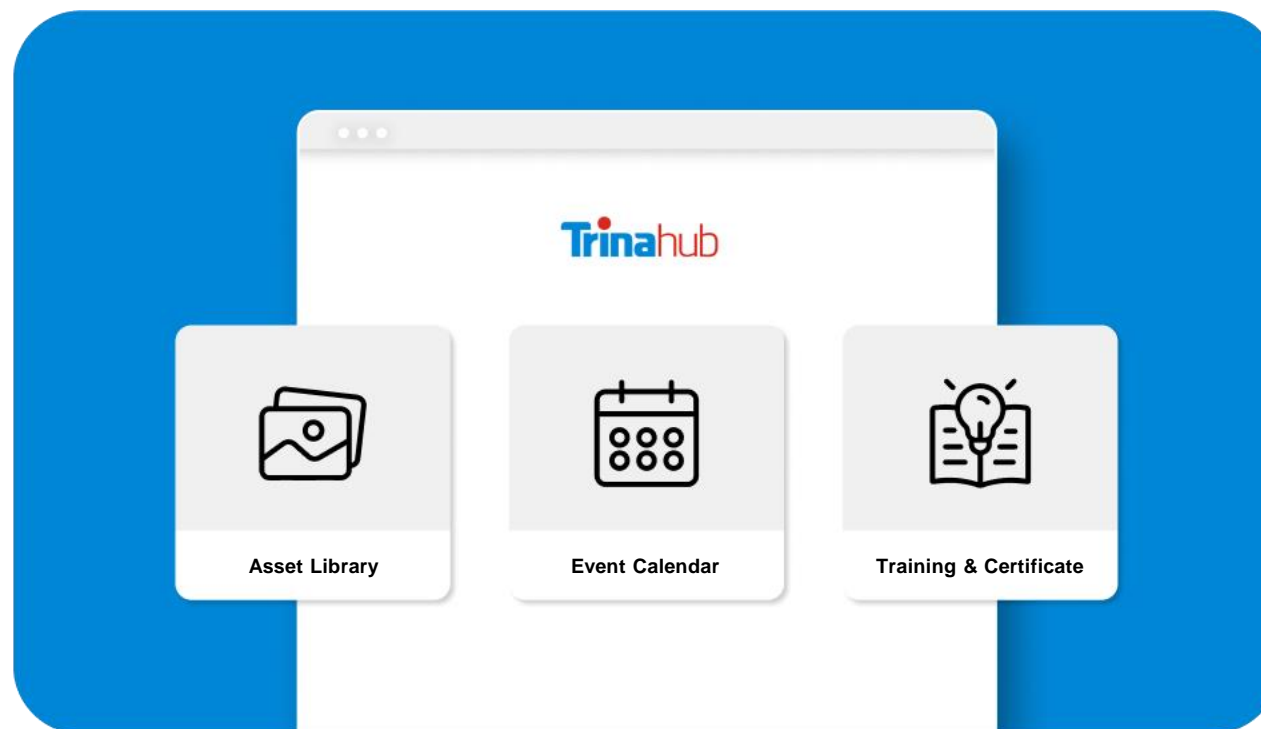 Trinahub
Asset Library
Event Calendar
Training & Certificate